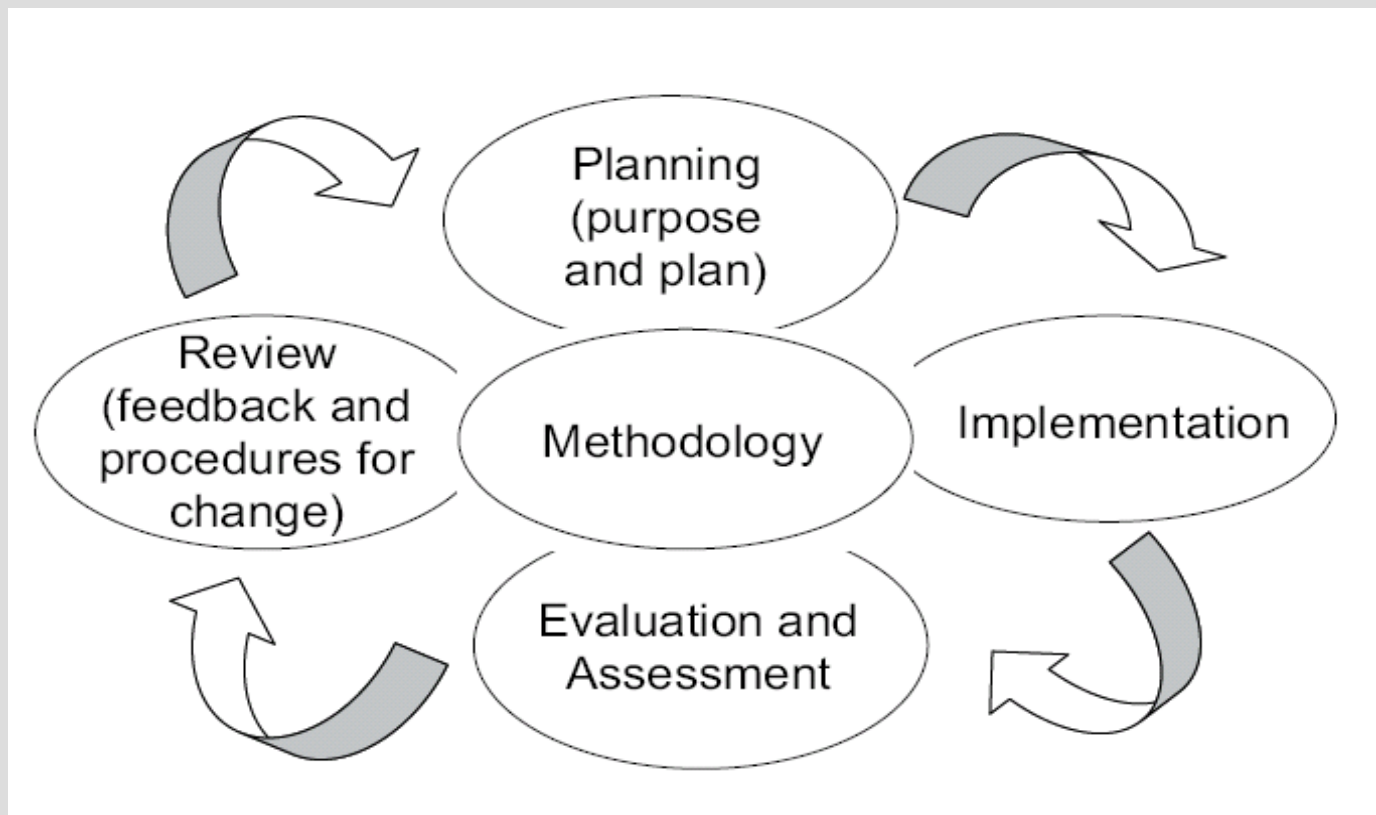 Planning
(purpose
and plan)
Review
(feedback and
procedures for
change)
Methodology
Implementation
Evaluation and
Assessment